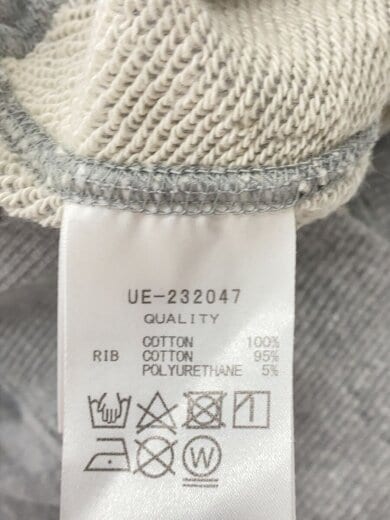 UE-232047
QUALITY
COTTON 100%
RIB COTTON 95%
POLYURETHANE 5%
W